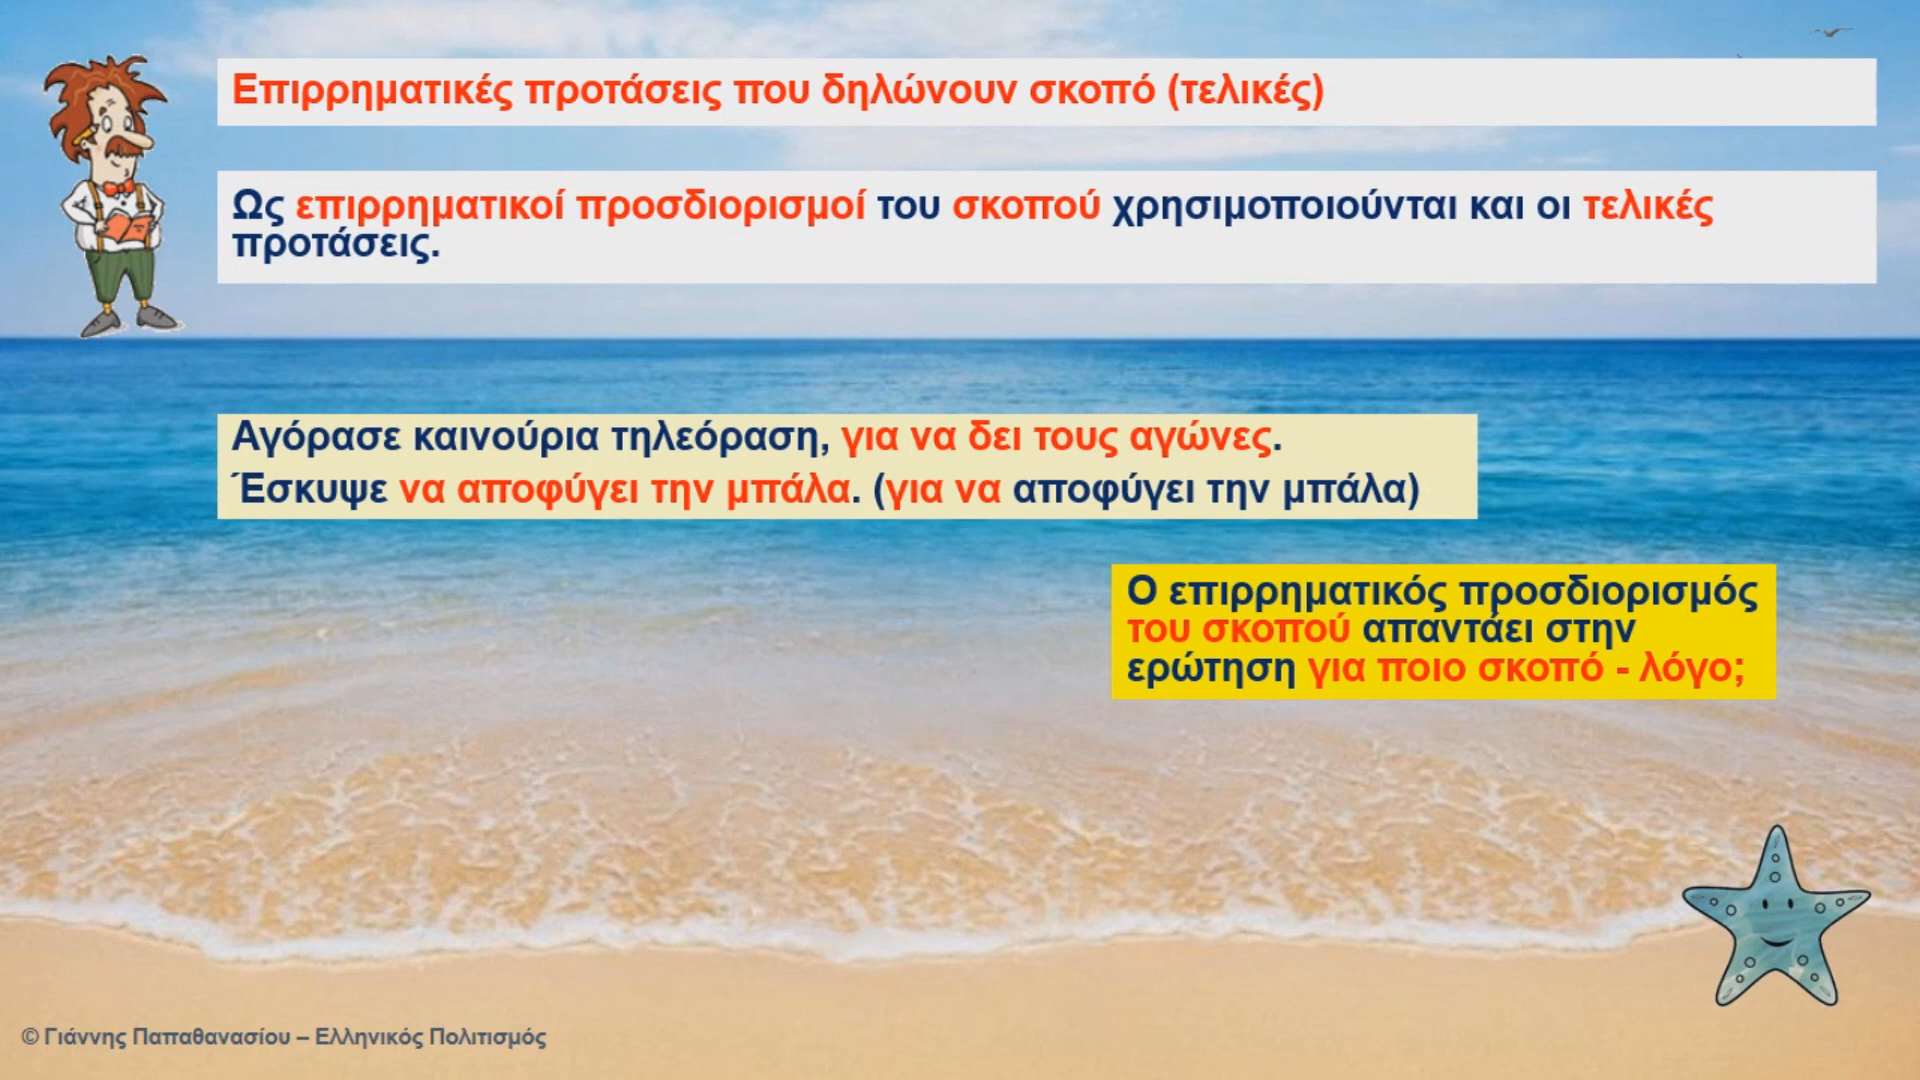 Επιρρηματικές προτάσεις που δηλώνουν σκοπό (τελικές)
Ως επιρρηματικοί προσδιορισμοί του σκοπού χρησιμοποιούνται και οι τελικές
προτάσεις.
Αγόρασε καινούρια τηλεόραση, για να δει τους αγώνες.
Έσκυψε να αποφύγει την μπάλα. (για να αποφύγει την μπάλα)
Ο επιρρηματικός προσδιορισμός
του σκοπού απαντάει στην
ερώτηση για ποιο σκοπό - λόγο;
© Γιάννης Παπαθανασίου – Ελληνικός Πολιτισμός